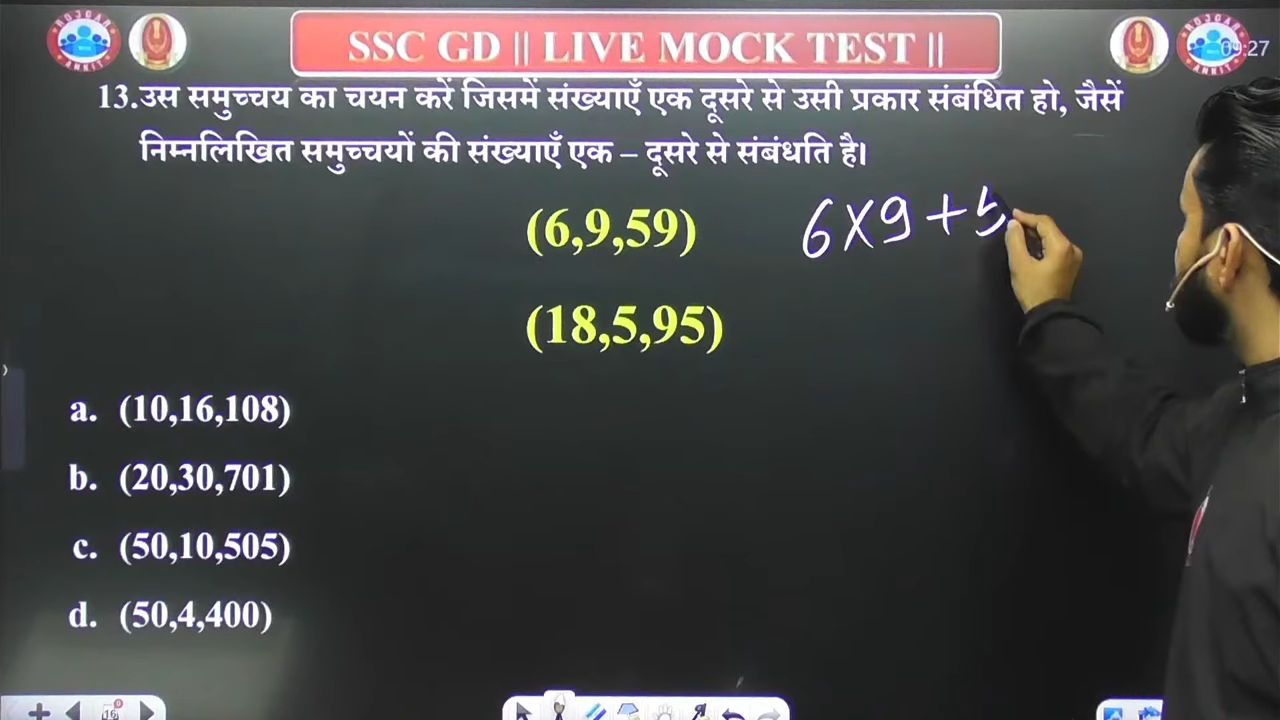 SSC GD || LIVE MOCK TEST ||
09:27
13.उस समुच्चय का चयन करें जिसमें संख्याएँ एक दूसरे से उसी प्रकार संबंधित हो, जैसें
निम्नलिखित समुच्चयों की संख्याएँ एक – दूसरे से संबंधति है।
(6,9,59)
6×9+5
(18,5,95)
a. (10,16,108)
b. (20,30,701)
c. (50,10,505)
d. (50,4,400)